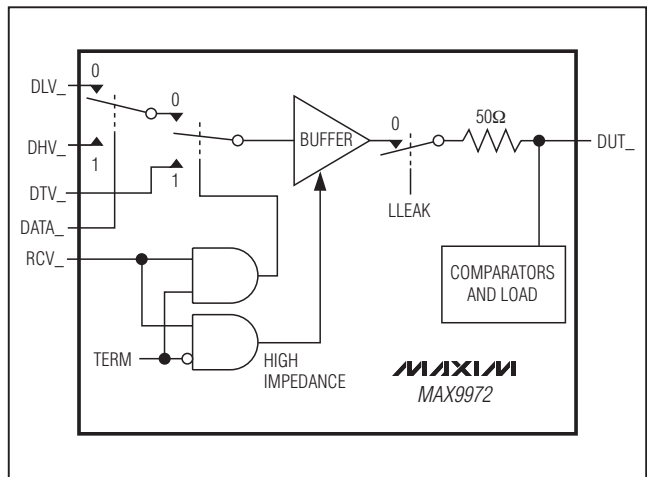 0
DLV_
0
50Ω
DHV_
BUFFER
0
DUT_
1
DTV_
1
LLEAK
DATA_
RCV_
COMPARATORS
AND LOAD
TERM
HIGH
IMPEDANCE
MAXIM
MAX9972